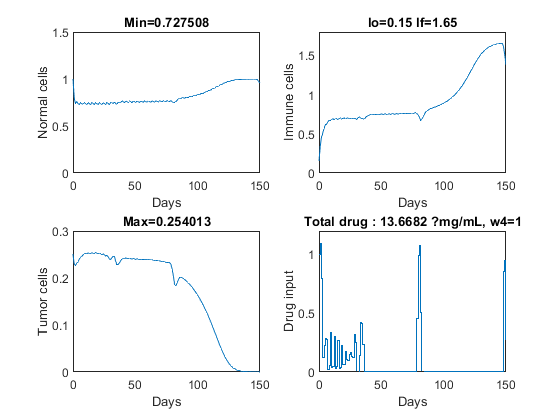 Min=0.727508
Io=0.15 If=1.65
1.5
1
0.5
0
Normal cells
0 50 100 150
Days
1.5
1
0.5
0
Immune cells
0 50 100 150
Days
Max=0.254013
Total drug : 13.6682 ?mg/mL, w4=1
0.3
0.2
0.1
0
Tumor cells
0 50 100 150
Days
1
0.5
0
Drug input
0 50 100 150
Days